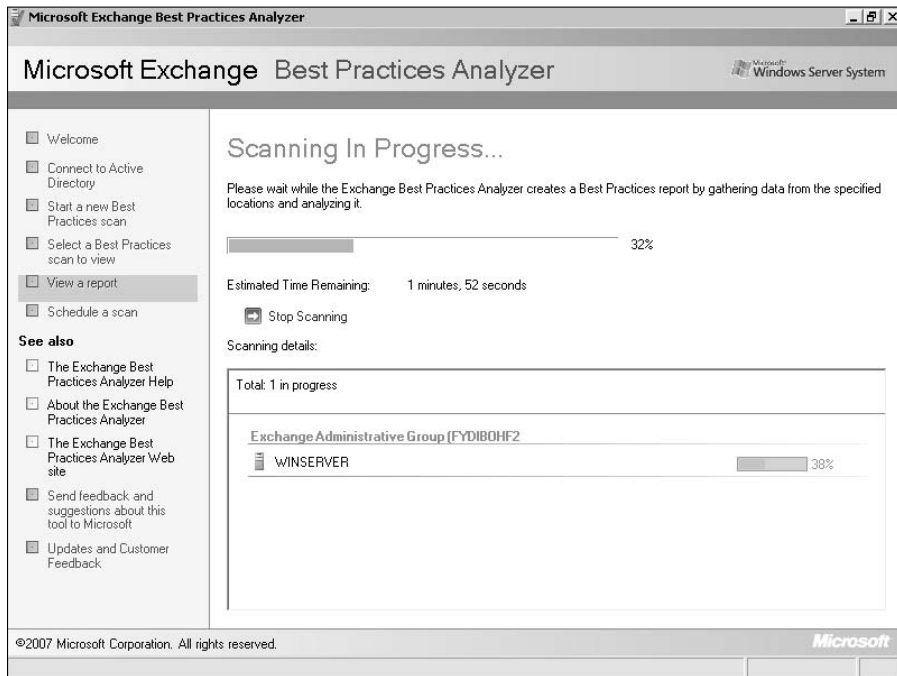 Microsoft Exchange Best Practices Analyzer
Microsoft Exchange Best Practices Analyzer
Microsoft
Windows Server System
Welcome
Connect to Active
Directory
Start a new Best
Practices scan
Select a Best Practices
scan to view
View a report
Schedule a scan
See also
The Exchange Best
Practices Analyzer Help
About the Exchange Best
Practices Analyzer
The Exchange Best
Practices Analyzer Web
site
Send feedback and
suggestions about this
tool to Microsoft
Updates and Customer
Feedback
Scanning In Progress...
Please wait while the Exchange Best Practices Analyzer creates a Best Practices report by gathering data from the specified
locations and analyzing it.
32%
Estimated Time Remaining: 1 minutes, 52 seconds
Stop Scanning
Scanning details:
Total: 1 in progress
Exchange Administrative Group (FYDIBOHF2
WINSERVER 38%
©2007 Microsoft Corporation. All rights reserved.
Microsoft